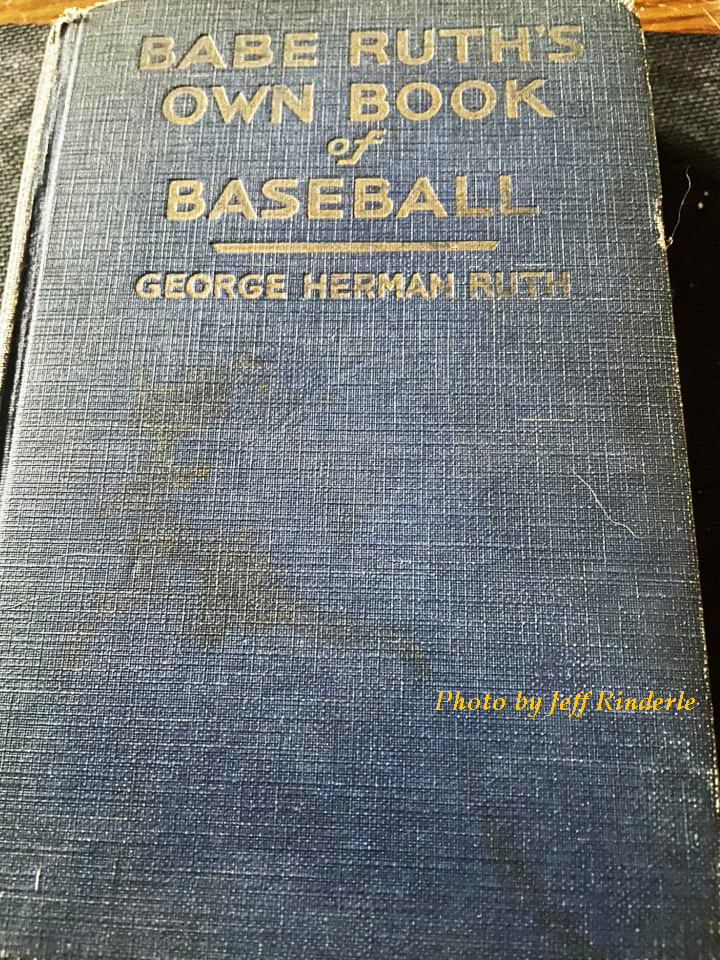 BABE RUTH'S
OWN BOOK
of
BASEBALL
GEORGE HERMAN RUTH
Photo by Jeff Rinderle